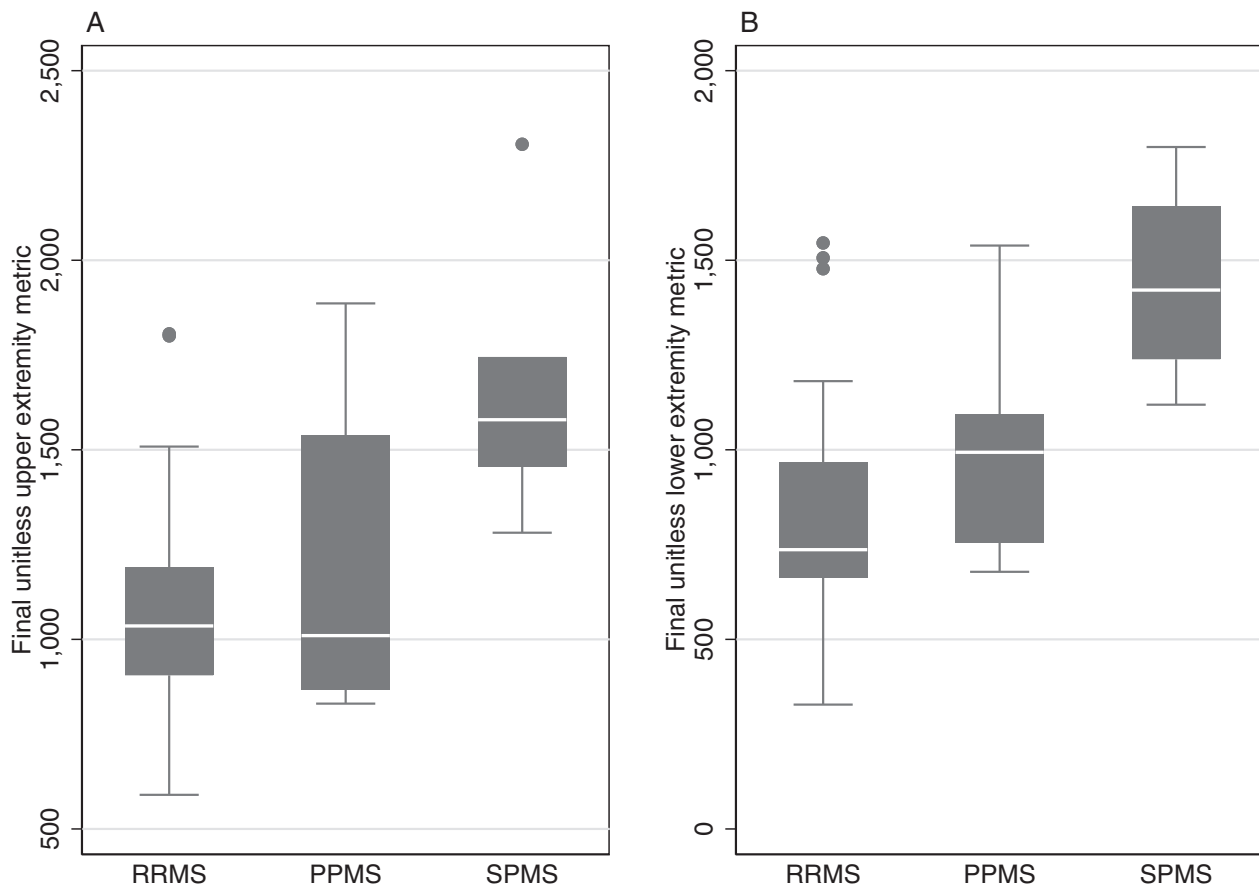 A
Final unitless upper extremity metric
2,500
2,000
1,500
1,000
500
RRMS PPMS SPMS
B
Final unitless lower extremity metric
2,000
1,500
1,000
500
0
RRMS PPMS SPMS